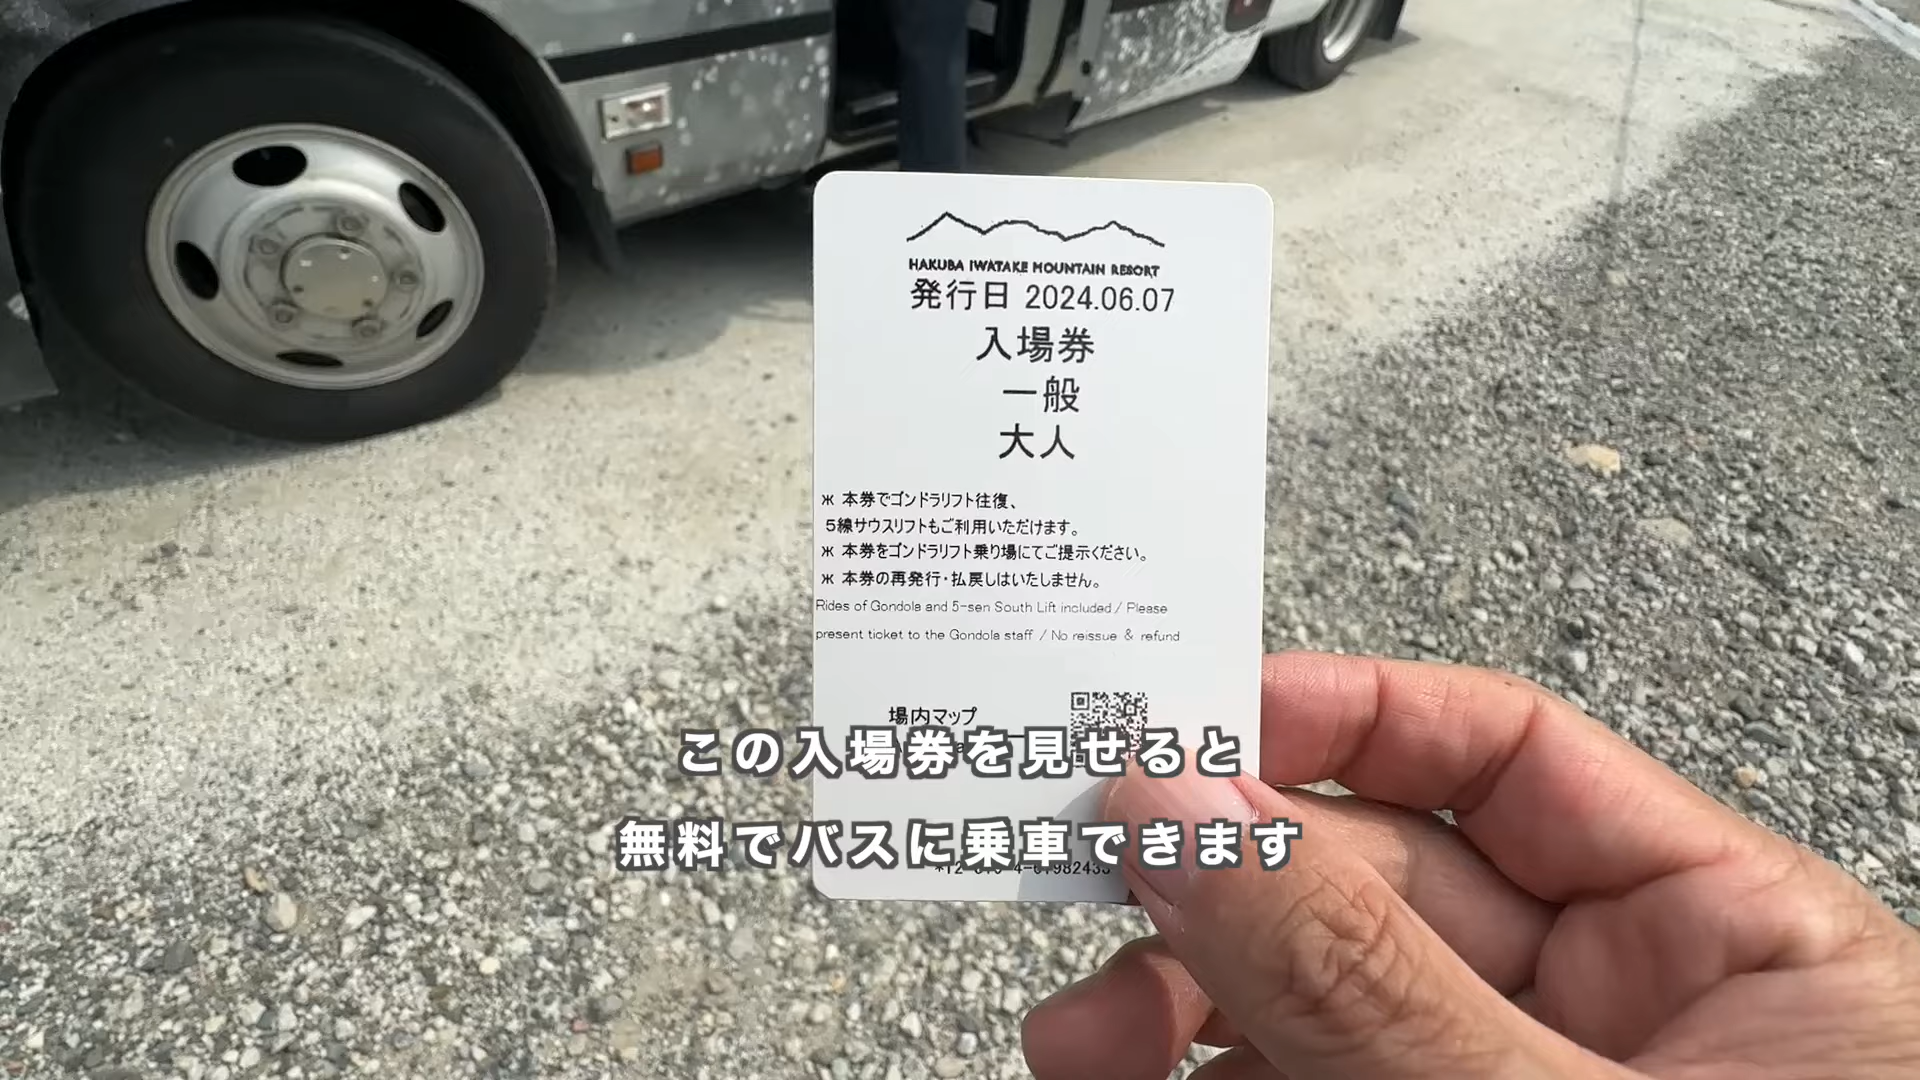 HAKUBA IWATAKE MOUNTAIN RESORT
発行日 2024.06.07
入場券
一般
大人
※ 本券でゴンドラリフト往復、
5線サウスリフトもご利用いただけます。
※ 本券をゴンドラリフト乗り場にてご提示ください。
※ 本券の再発行・払戻しはいたしません。
Rides of Gondola and 5-sen South Lift included / Please
present ticket to the Gondola staff / No reissue & refund
場内マップ
この入場券を見せると
無料でバスに乗車できます